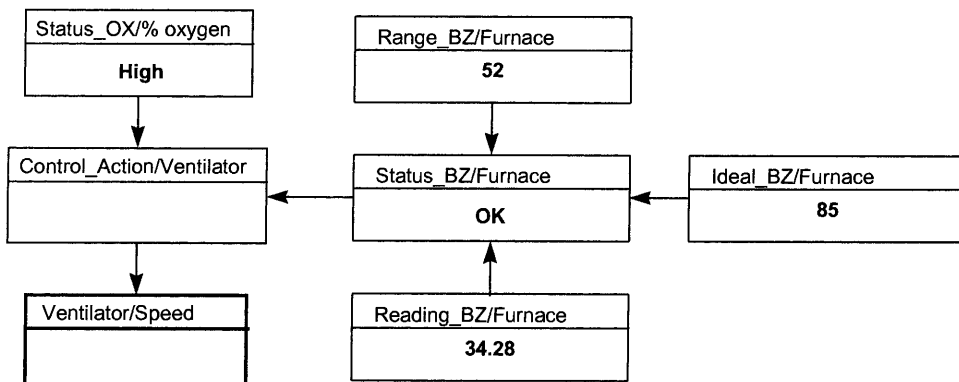 Status_OX/% oxygen
High
Range_BZ/Furnace
52
Control_Action/Ventilator
Status_BZ/Furnace
OK
Ideal_BZ/Furnace
85
Ventilator/Speed
Reading_BZ/Furnace
34.28